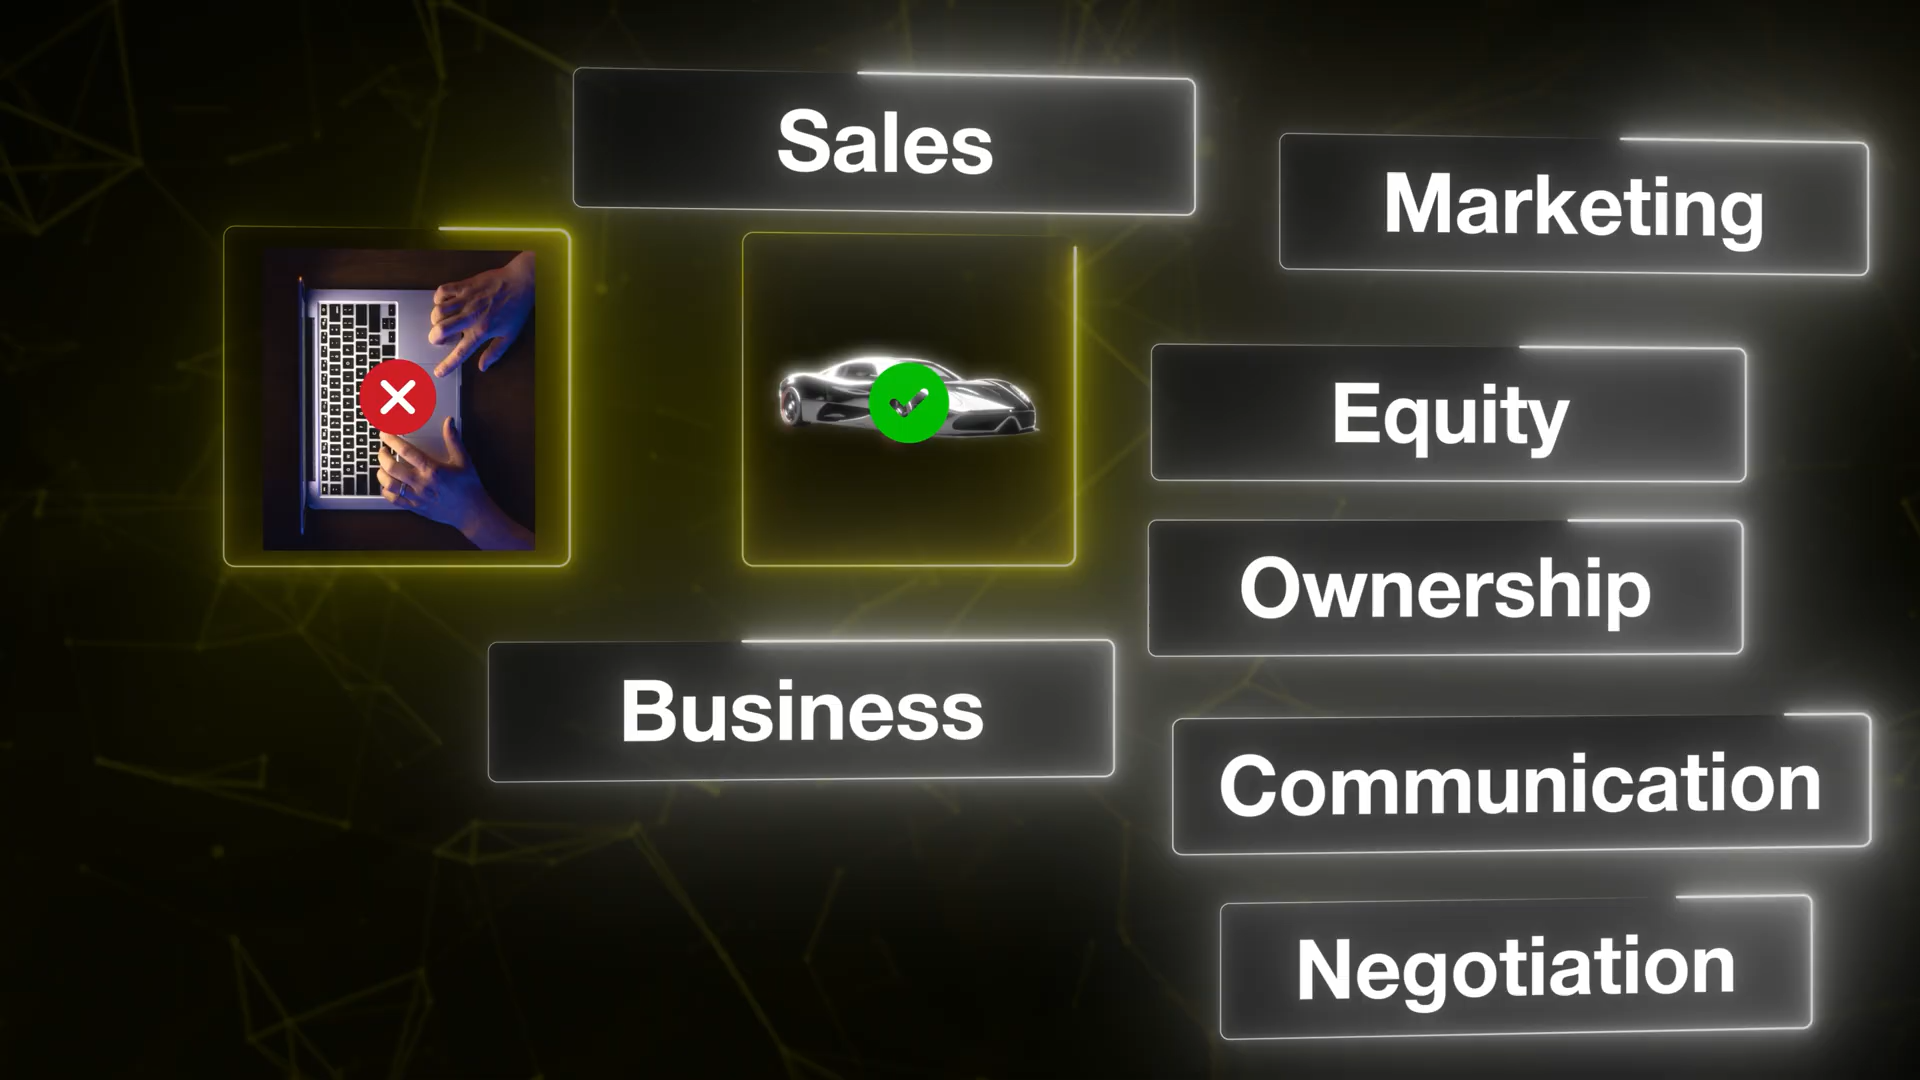 Sales
Marketing
Equity
Ownership
Business
Communication
Negotiation